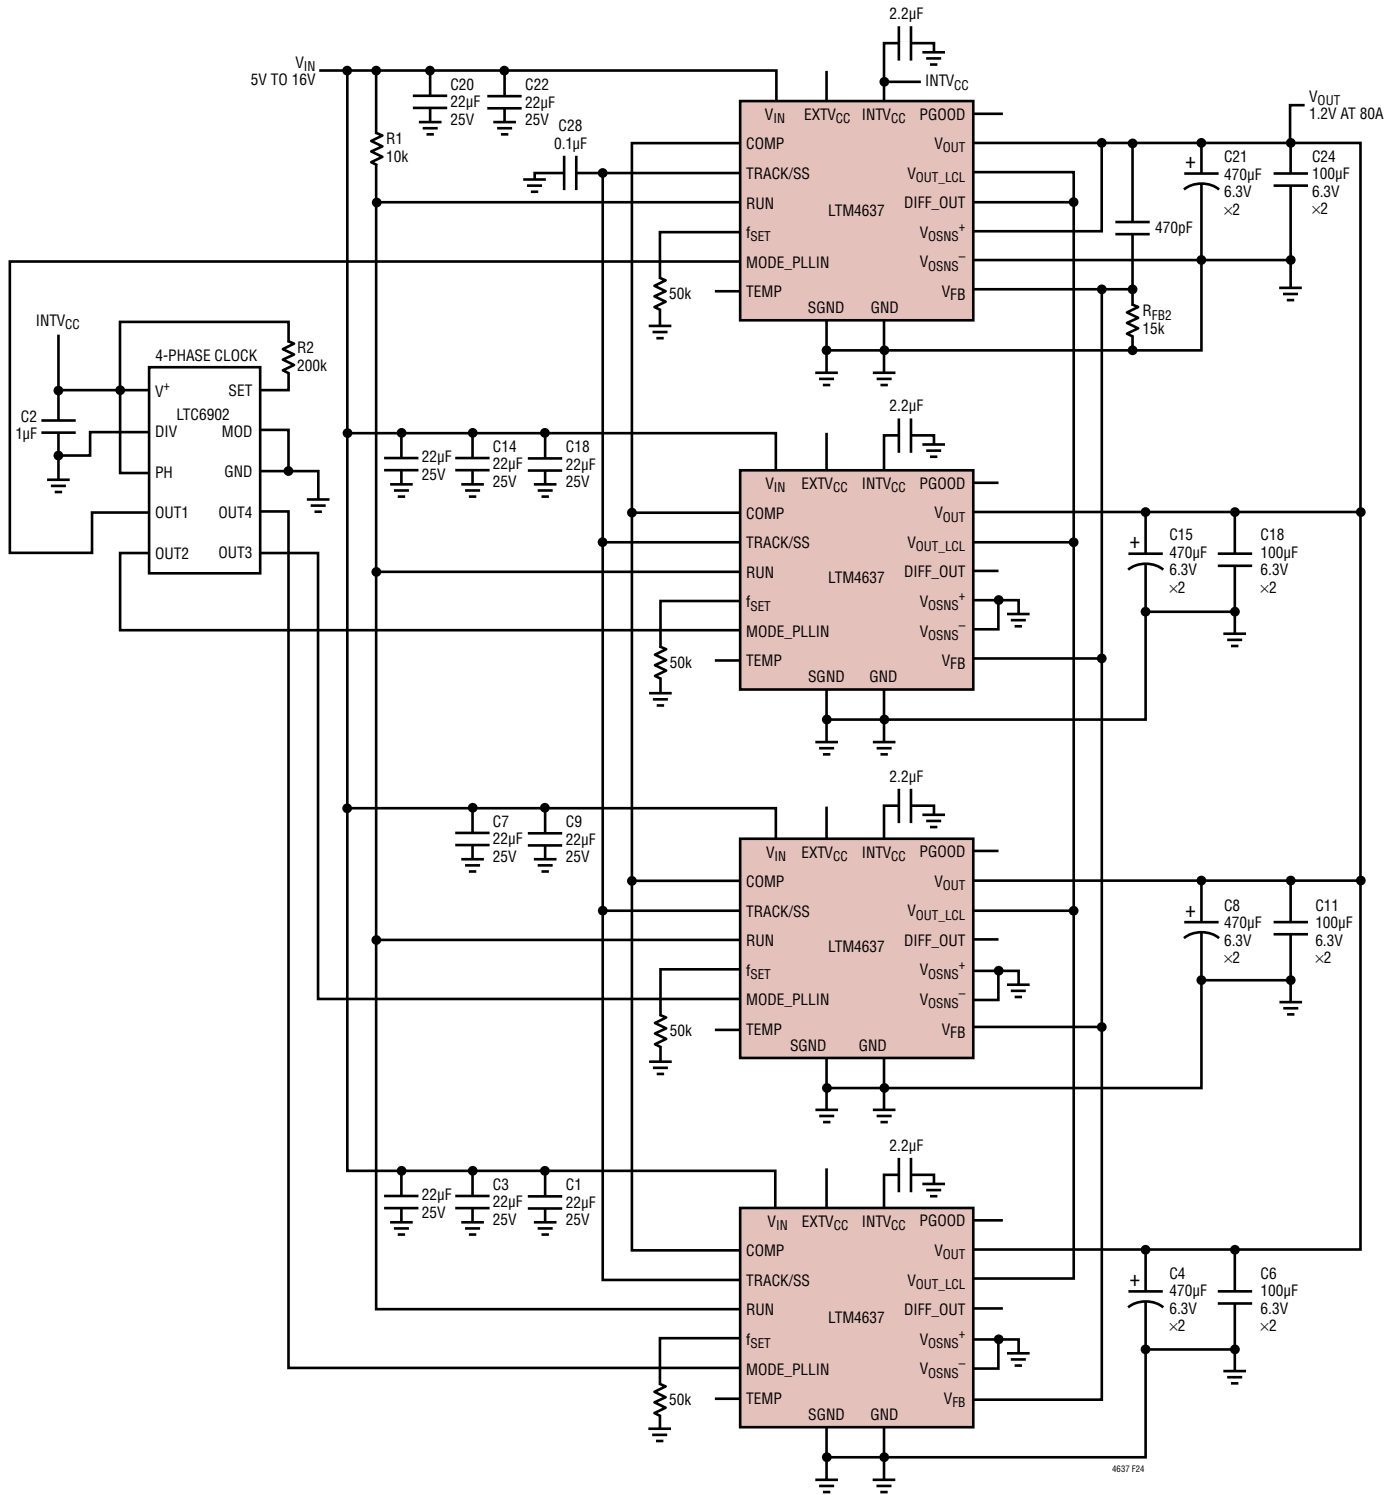 2.2µF
VIN
5V TO 16V
C20
22µF
25V
C22
22µF
25V
INTVCC
R1
10k
C28
0.1µF
VIN
EXTVCC
INTVCC
PGOOD
COMP
TRACK/SS
RUN
fSET
MODE_PLLIN
TEMP
LTM4637
SGND
GND
VOUT
VOUT_LCL
DIFF_OUT
VOSNS+
VOSNS–
VFB
VOUT
1.2V AT 80A
C21
470µF
6.3V
×2
C24
100µF
6.3V
×2
470pF
RFB2
15k
50k
INTVCC
4-PHASE CLOCK
R2
200k
C2
1µF
V+
SET
LTC6902
DIV
MOD
PH
GND
OUT1
OUT4
OUT2
OUT3
2.2µF
22µF
25V
C14
22µF
25V
C18
22µF
25V
VIN
EXTVCC
INTVCC
PGOOD
COMP
TRACK/SS
RUN
fSET
MODE_PLLIN
TEMP
LTM4637
SGND
GND
VOUT
VOUT_LCL
DIFF_OUT
VOSNS+
VOSNS–
VFB
C15
470µF
6.3V
×2
C18
100µF
6.3V
×2
50k
2.2µF
C7
22µF
25V
C9
22µF
25V
VIN
EXTVCC
INTVCC
PGOOD
COMP
TRACK/SS
RUN
fSET
MODE_PLLIN
TEMP
LTM4637
SGND
GND
VOUT
VOUT_LCL
DIFF_OUT
VOSNS+
VOSNS–
VFB
C8
470µF
6.3V
×2
C11
100µF
6.3V
×2
50k
2.2µF
22µF
25V
C3
22µF
25V
C1
22µF
25V
VIN
EXTVCC
INTVCC
PGOOD
COMP
TRACK/SS
RUN
fSET
MODE_PLLIN
TEMP
LTM4637
SGND
GND
VOUT
VOUT_LCL
DIFF_OUT
VOSNS+
VOSNS–
VFB
C4
470µF
6.3V
×2
C6
100µF
6.3V
×2
50k
4637 F24